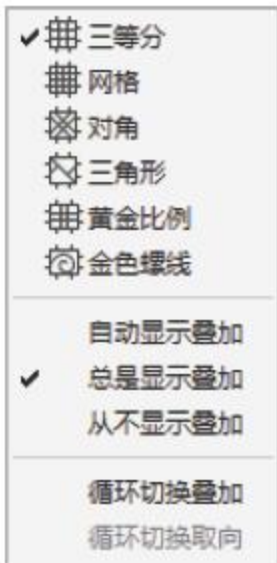 三等分
网格
对角
三角形
黄金比例
金色螺线
自动显示叠加
总是显示叠加
从不显示叠加
循环切换叠加
循环切换取向